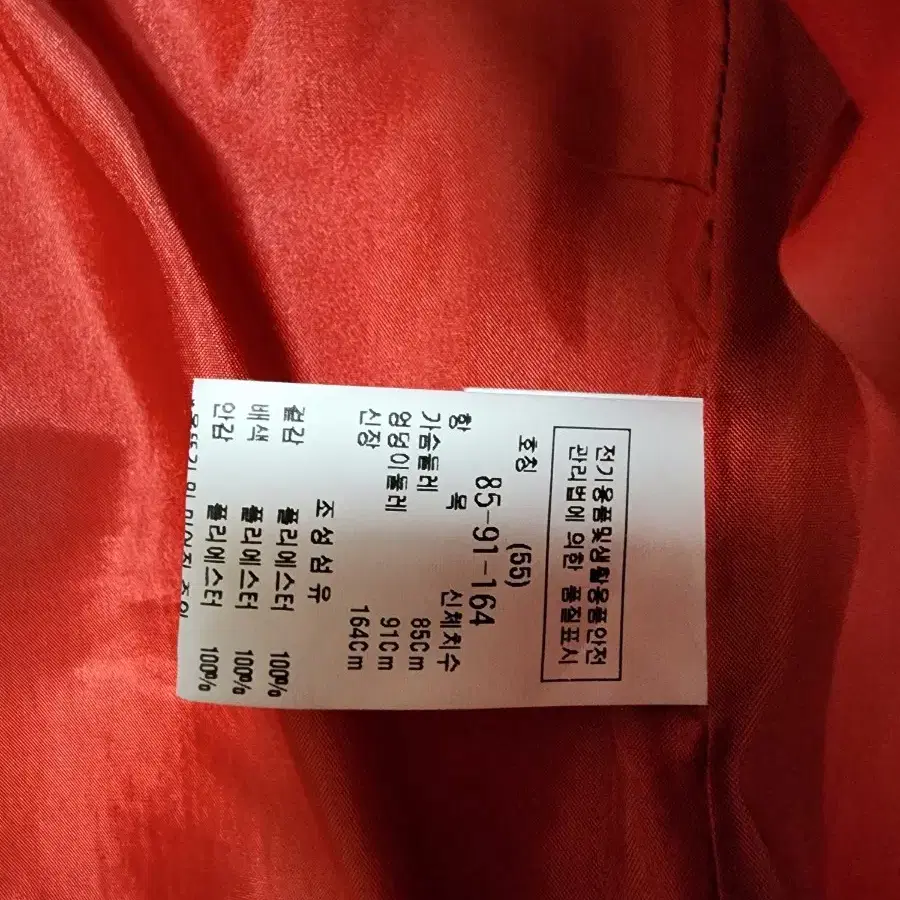 전기용품및생활용품안전
관리법에 의한 품질표시
(55)
호칭 85-91-164
항 목 신체치수
가슴둘레 85Cm
엉덩이둘레 91Cm
신장 164Cm
조성섬유
겉감 폴리에스터 100%
배색 폴리에스터 100%
안감 폴리에스터 100%